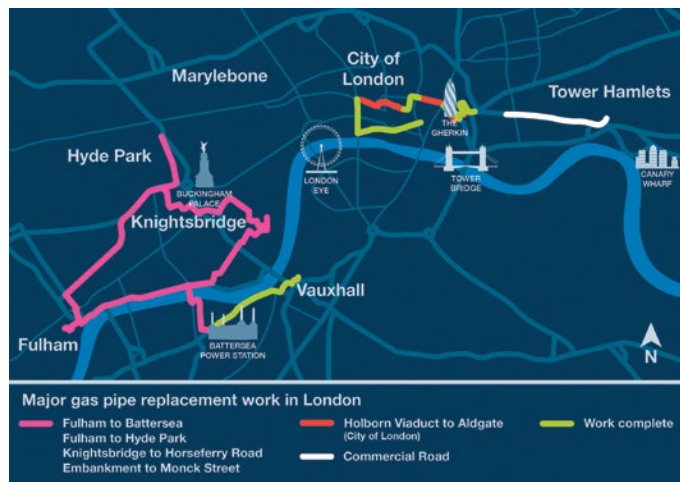 City of
London
Marylebone
Tower Hamlets
THE
GHERKIN
Hyde Park
BUCKINGHAM
PALACE
LONDON
EYE
TOWER
BRIDGE
CANARY
WHARF
Knightsbridge
Vauxhall
Fulham
BATTERSEA
POWER STATION
N
Major gas pipe replacement work in London
Fulham to Battersea
Fulham to Hyde Park
Knightsbridge to Horseferry Road
Embankment to Monck Street
Holborn Viaduct to Aldgate
(City of London)
Commercial Road
Work complete